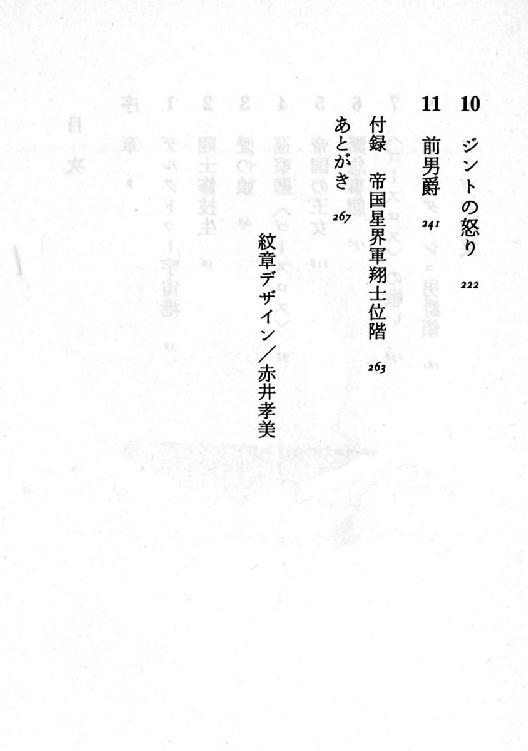 10 ジントの怒り 222
11 前男爵 241
付録 帝国星界軍翔士位階 263
あとがき 267
紋章デザイン/赤井孝美